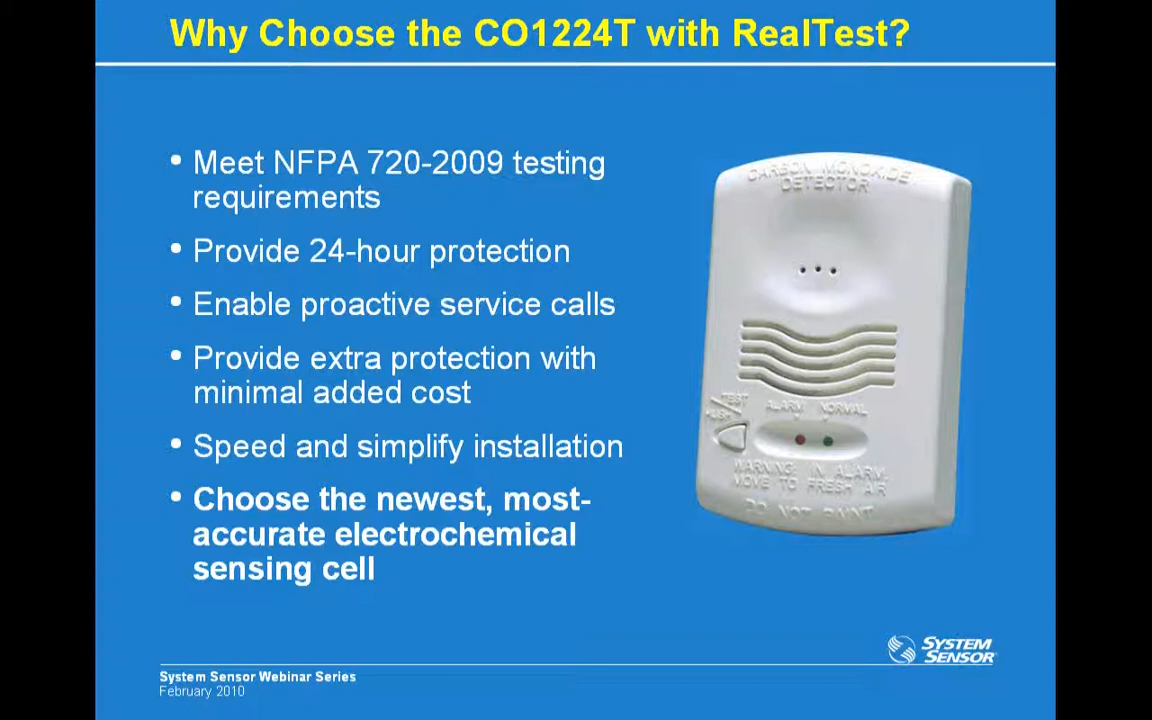 Why Choose the CO1224T with RealTest?
• Meet NFPA 720-2009 testing
requirements
• Provide 24-hour protection
• Enable proactive service calls
• Provide extra protection with
minimal added cost
• Speed and simplify installation
• Choose the newest, most-
accurate electrochemical
sensing cell
CARBON MONOXIDE
DETECTOR
TEST
PUSH
ALARM NORMAL
WARNING: IN ALARM,
MOVE TO FRESH AIR
DO NOT PAINT
SYSTEM
SENSOR
System Sensor Webinar Series
February 2010